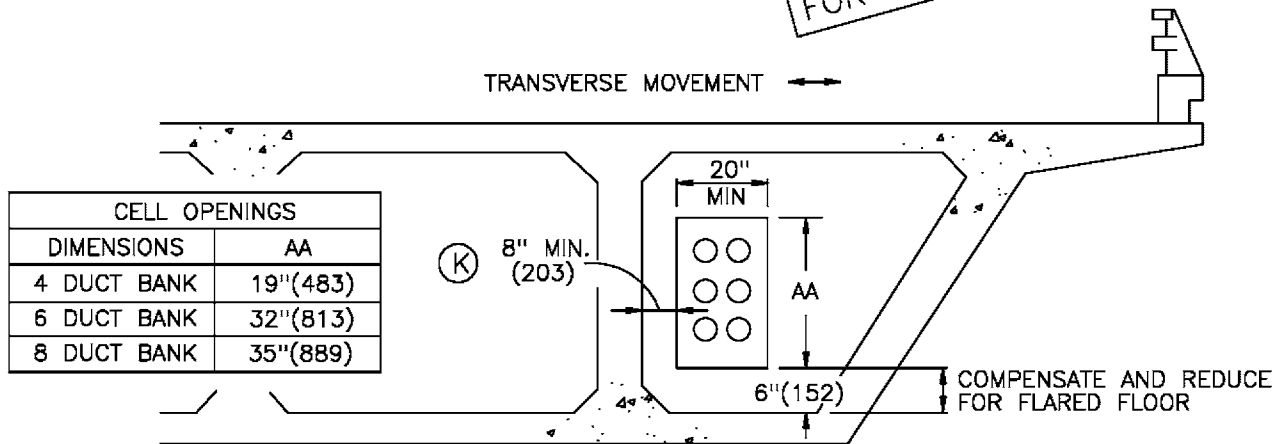 FOR
TRANSVERSE MOVEMENT
20"
MIN
CELL OPENINGS
DIMENSIONS AA
4 DUCT BANK 19"(483)
6 DUCT BANK 32"(813)
8 DUCT BANK 35"(889)
K
8" MIN.
(203)
AA
6"(152)
COMPENSATE AND REDUCE
FOR FLARED FLOOR